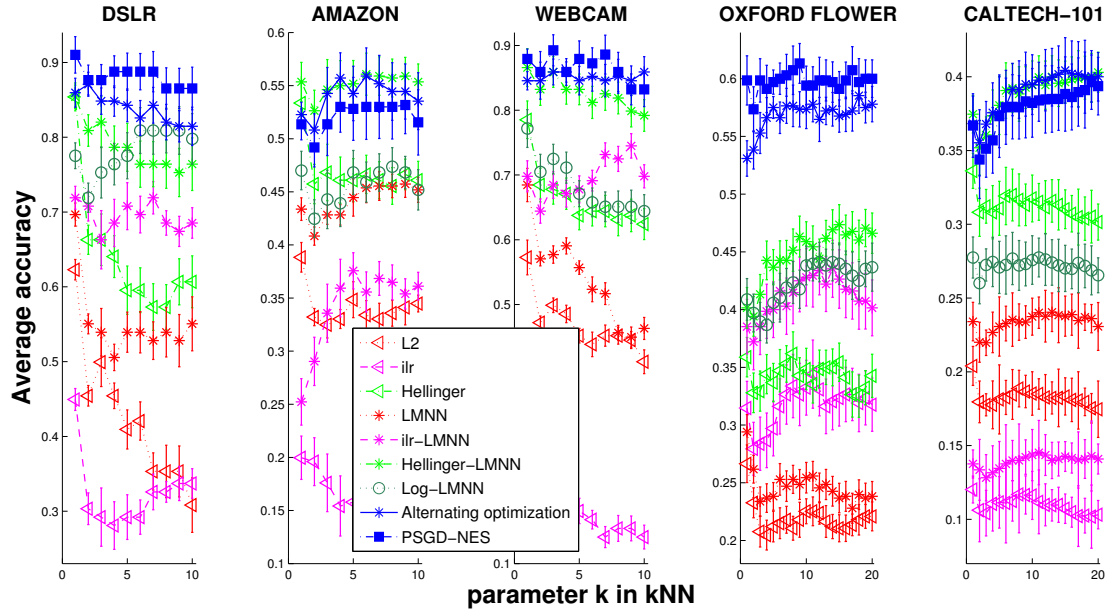 DSLR AMAZON WEBCAM OXFORD FLOWER CALTECH−101
Average accuracy
0.9
0.8
0.7
0.6
0.5
0.4
0.3
0 5 10
0.6
0.55
0.5
0.45
0.4
0.35
0.3
0.25
0.2
0.15
0.1
0 5 10
0.9
0.8
0.7
0.6
0.5
0.1
0 5 10
0.6
0.55
0.5
0.45
0.4
0.35
0.3
0.25
0.2
0 10 20
0.4
0.3
0.2
0.1
0 10 20
L2
ilr
Hellinger
LMNN
ilr−LMNN
Hellinger−LMNN
Log−LMNN
Alternating optimization
PSGD−NES
parameter k in kNN